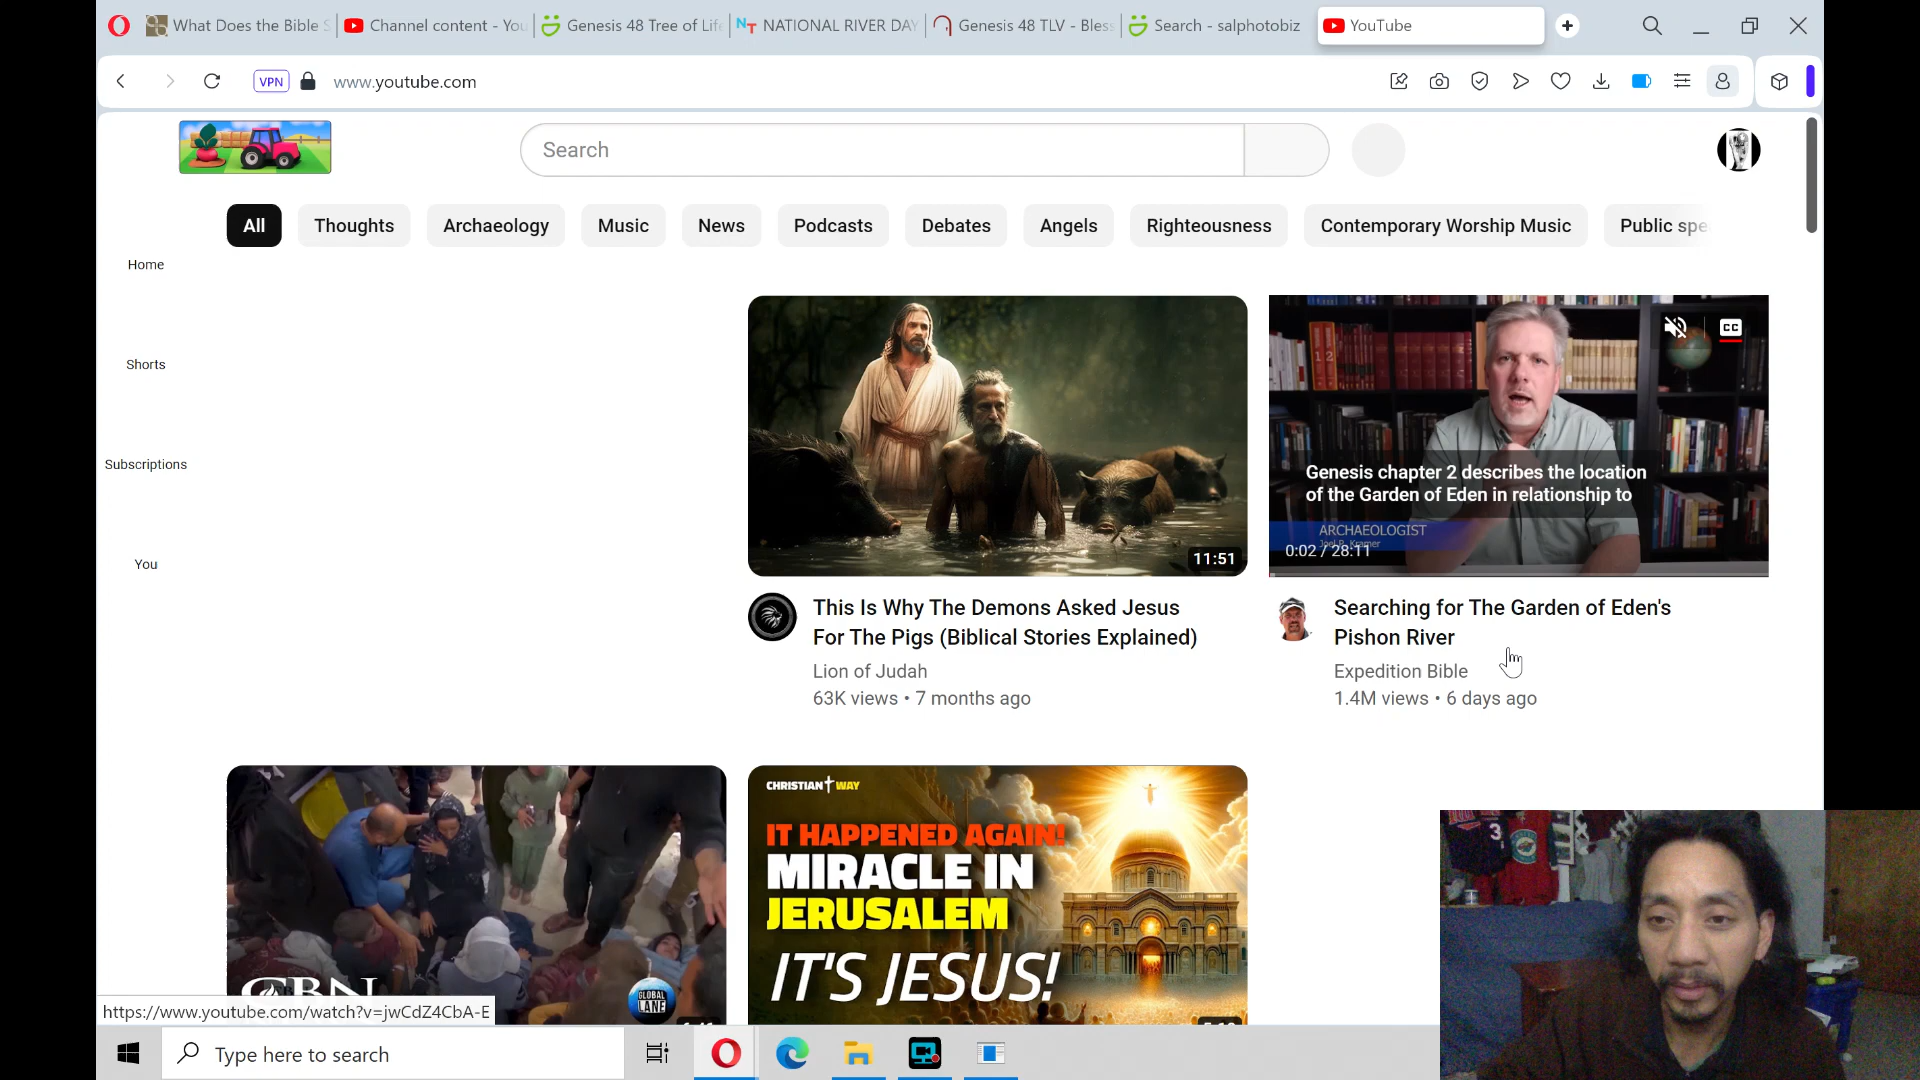 What Does the Bible S
Channel content - You
Genesis 48 Tree of Life
NT NATIONAL RIVER DAY
Genesis 48 TLV - Bless
Search - salphotobiz
YouTube
VPN
www.youtube.com
Search
All
Thoughts
Archaeology
Music
News
Podcasts
Debates
Angels
Righteousness
Contemporary Worship Music
Public spe
Home
Shorts
Subscriptions
You
11:51
This Is Why The Demons Asked Jesus
For The Pigs (Biblical Stories Explained)
Lion of Judah
63K views • 7 months ago
CC
Genesis chapter 2 describes the location
of the Garden of Eden in relationship to
ARCHAEOLOGIST
Joel P. Kramer
0:02 / 28:11
Searching for The Garden of Eden's
Pishon River
Expedition Bible
1.4M views • 6 days ago
CBN
GLOBAL
LANE
CHRISTIAN WAY
IT HAPPENED AGAIN!
MIRACLE IN
JERUSALEM
IT'S JESUS!
3
https://www.youtube.com/watch?v=jwCdZ4CbA-E
Type here to search